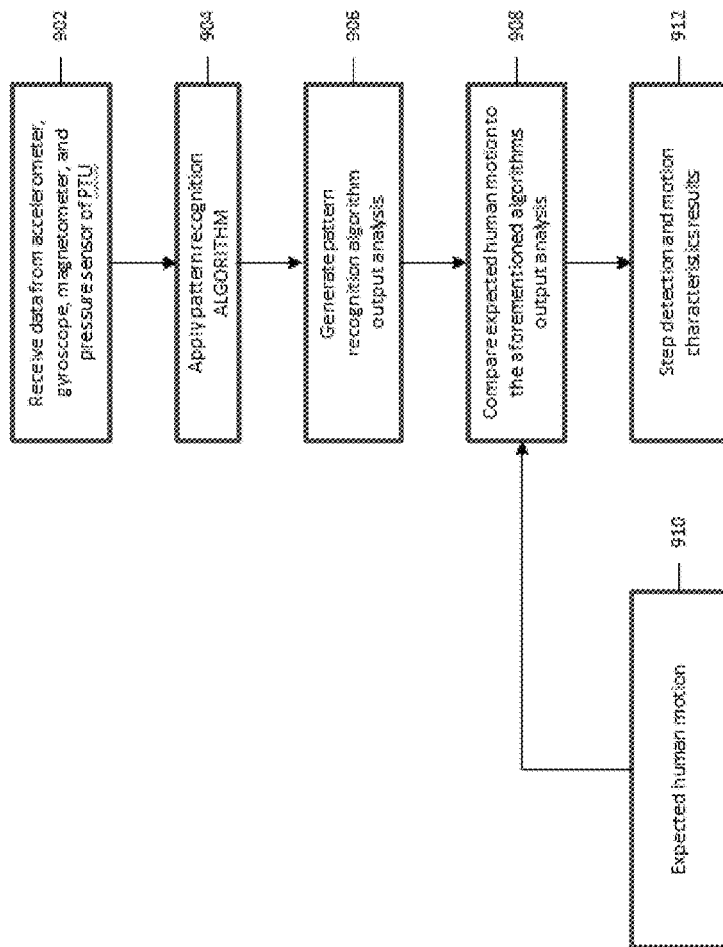 Receive data from accelerometer,
gyroscope, magnetometer, and
pressure sensor of PTU
902
Apply pattern recognition
ALGORITHM
904
Generate pattern
recognition algorithm
output analysis
906
Compare expected human motion to
the aforementioned algorithms
output analysis
908
Expected human motion
910
Step detection and motion
characteristics results
912